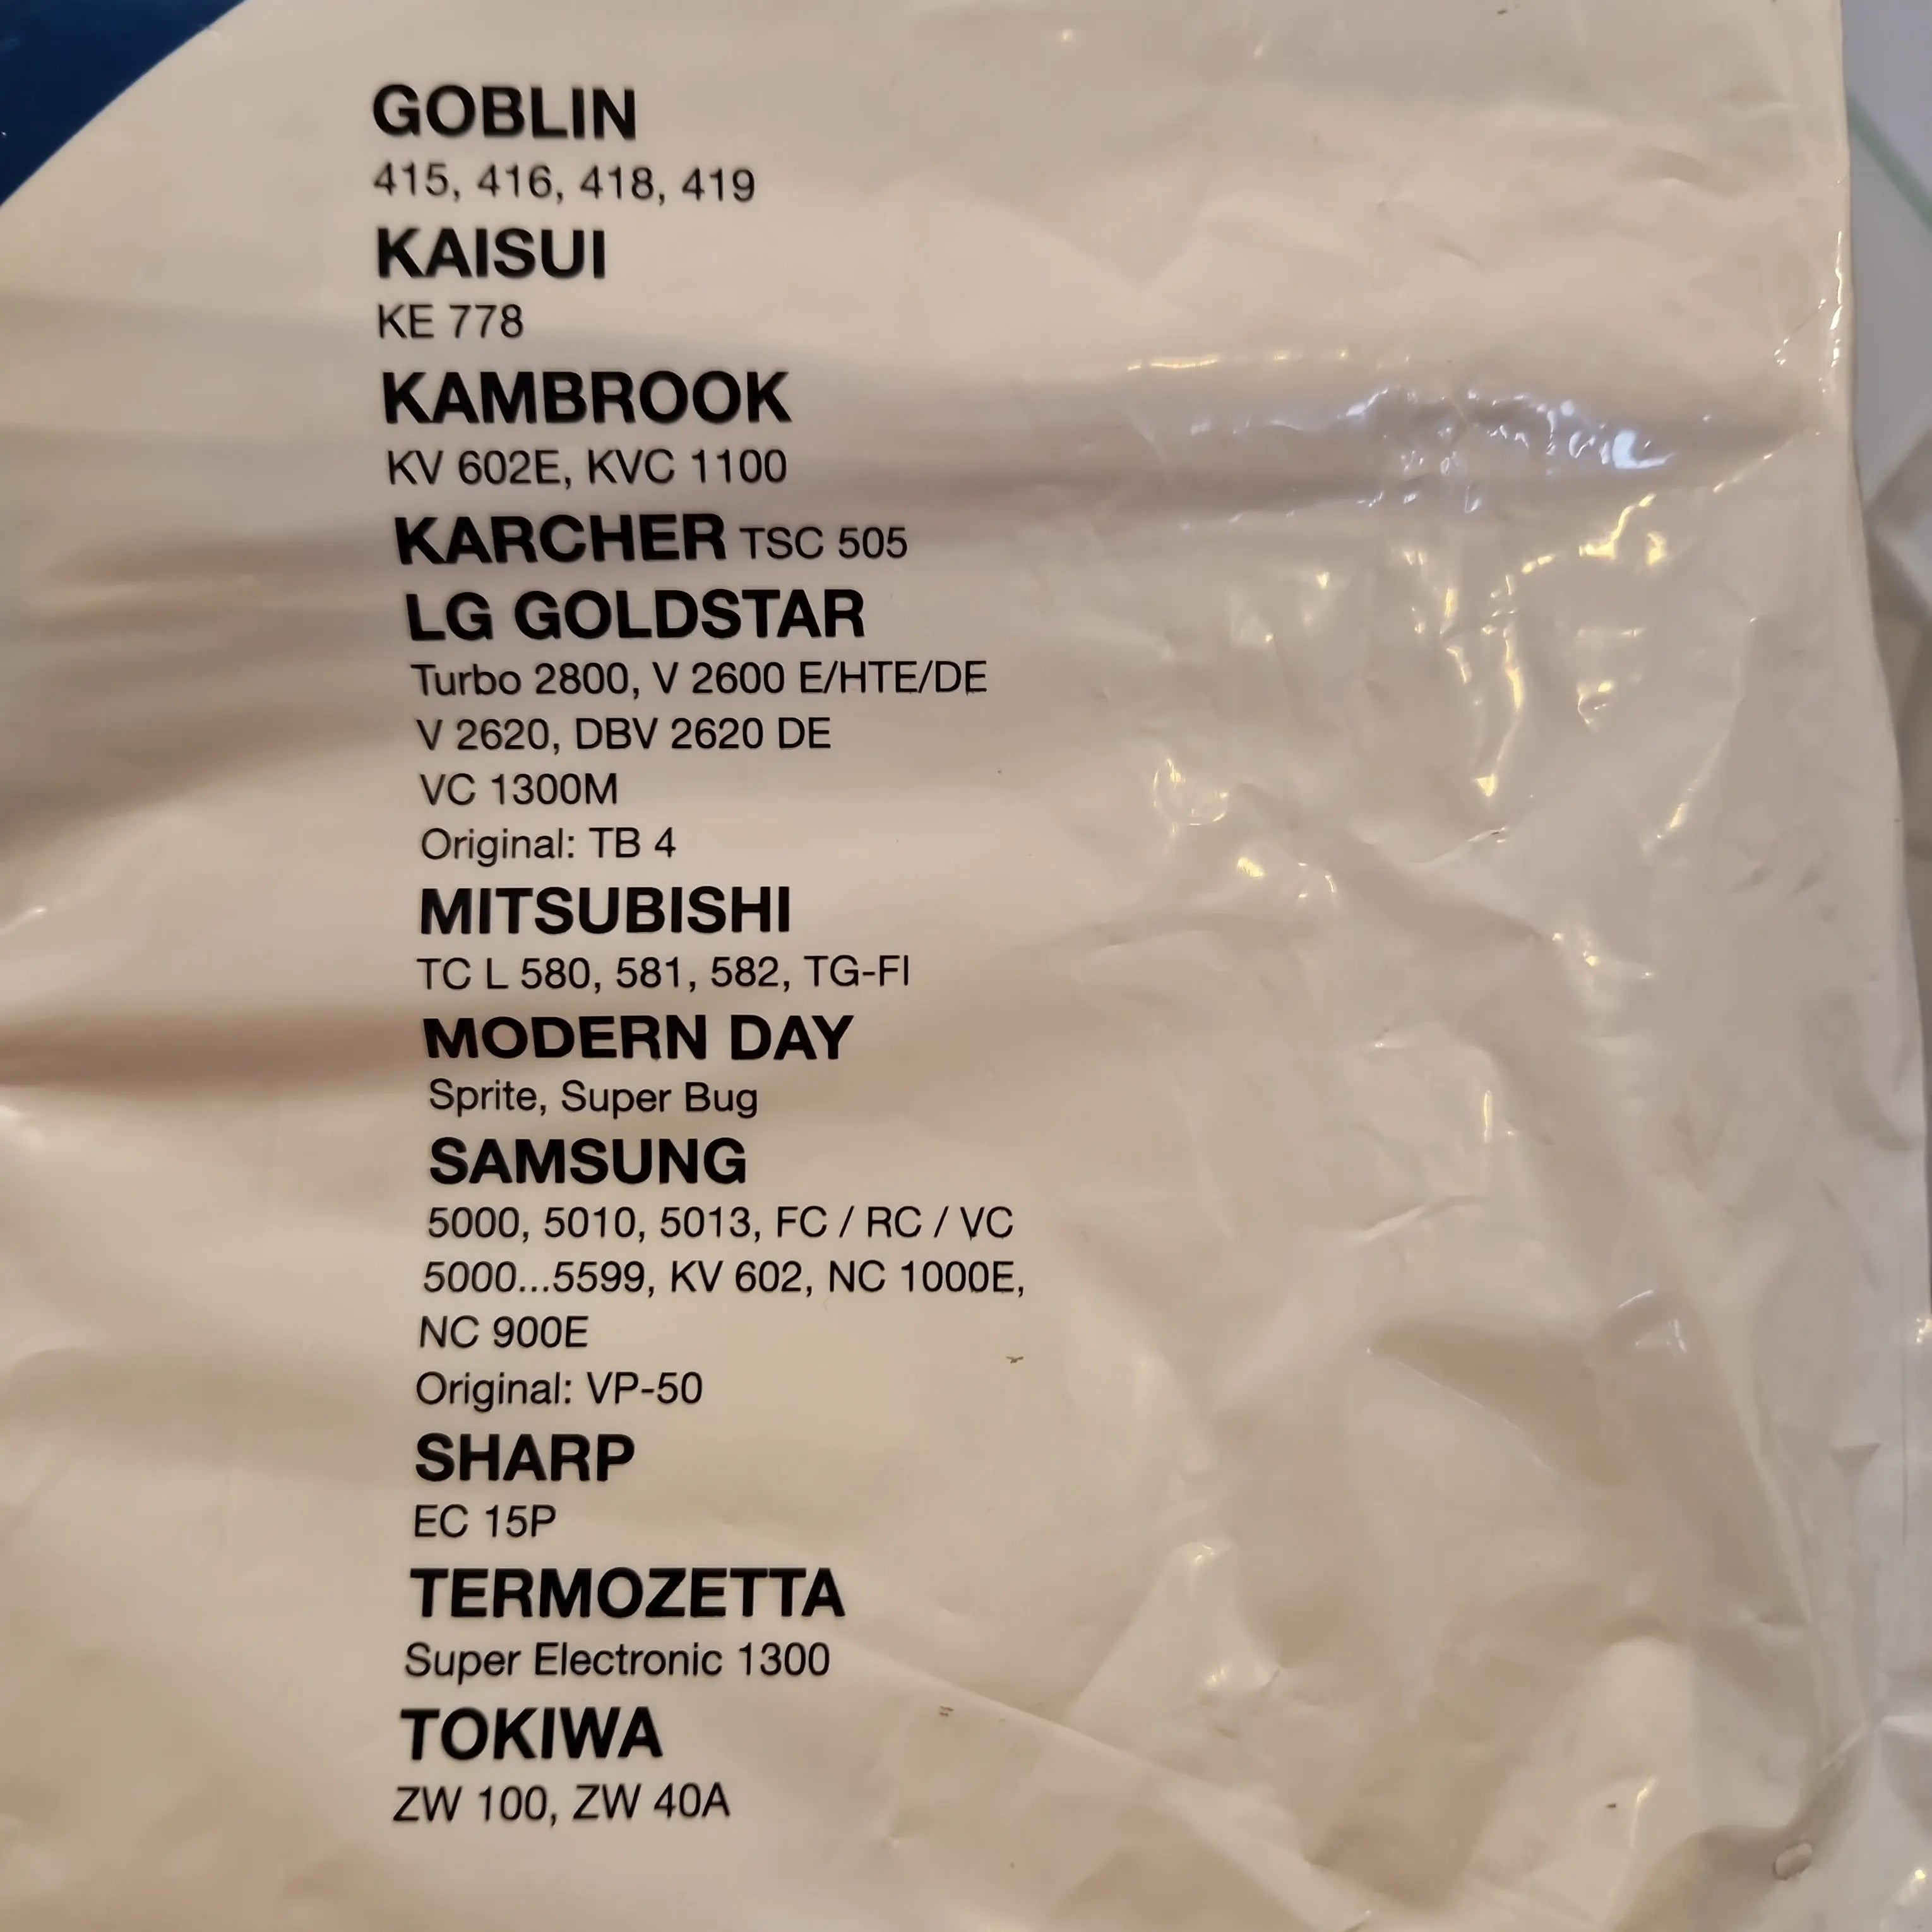 GOBLIN
415, 416, 418, 419
KAISUI
KE 778
KAMBROOK
KV 602E, KVC 1100
KARCHER TSC 505
LG GOLDSTAR
Turbo 2800, V 2600 E/HTE/DE
V 2620, DBV 2620 DE
VC 1300M
Original: TB 4
MITSUBISHI
TC L 580, 581, 582, TG-FI
MODERN DAY
Sprite, Super Bug
SAMSUNG
5000, 5010, 5013, FC / RC / VC
5000...5599, KV 602, NC 1000E,
NC 900E
Original: VP-50
SHARP
EC 15P
TERMOZETTA
Super Electronic 1300
TOKIWA
ZW 100, ZW 40A